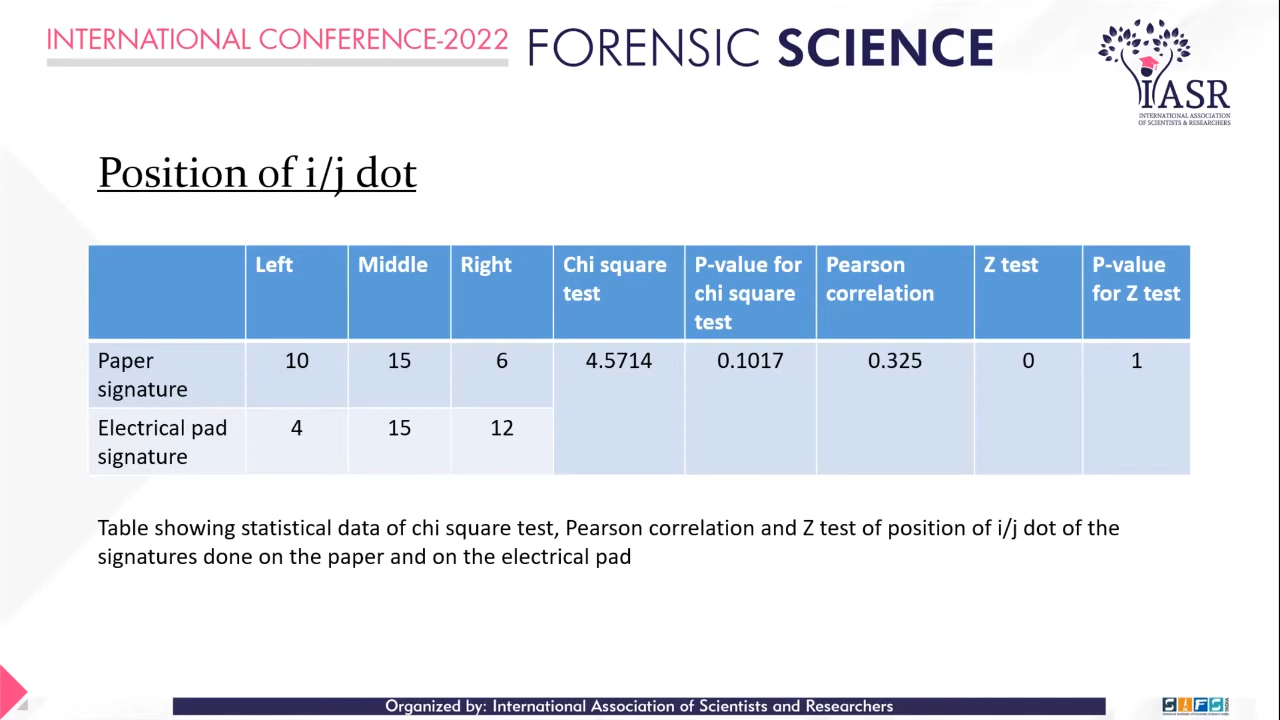 INTERNATIONAL CONFERENCE-2022 FORENSIC SCIENCE
IASR
INTERNATIONAL ASSOCIATION
OF SCIENTISTS & RESEARCHERS
Position of i/j dot
Left Middle Right Chi square test P-value for chi square test Pearson correlation Z test P-value for Z test
Paper signature 10 15 6 4.5714 0.1017 0.325 0 1
Electrical pad signature 4 15 12
Table showing statistical data of chi square test, Pearson correlation and Z test of position of i/j dot of the
signatures done on the paper and on the electrical pad
Organized by: International Association of Scientists and Researchers
SIFS INDIA